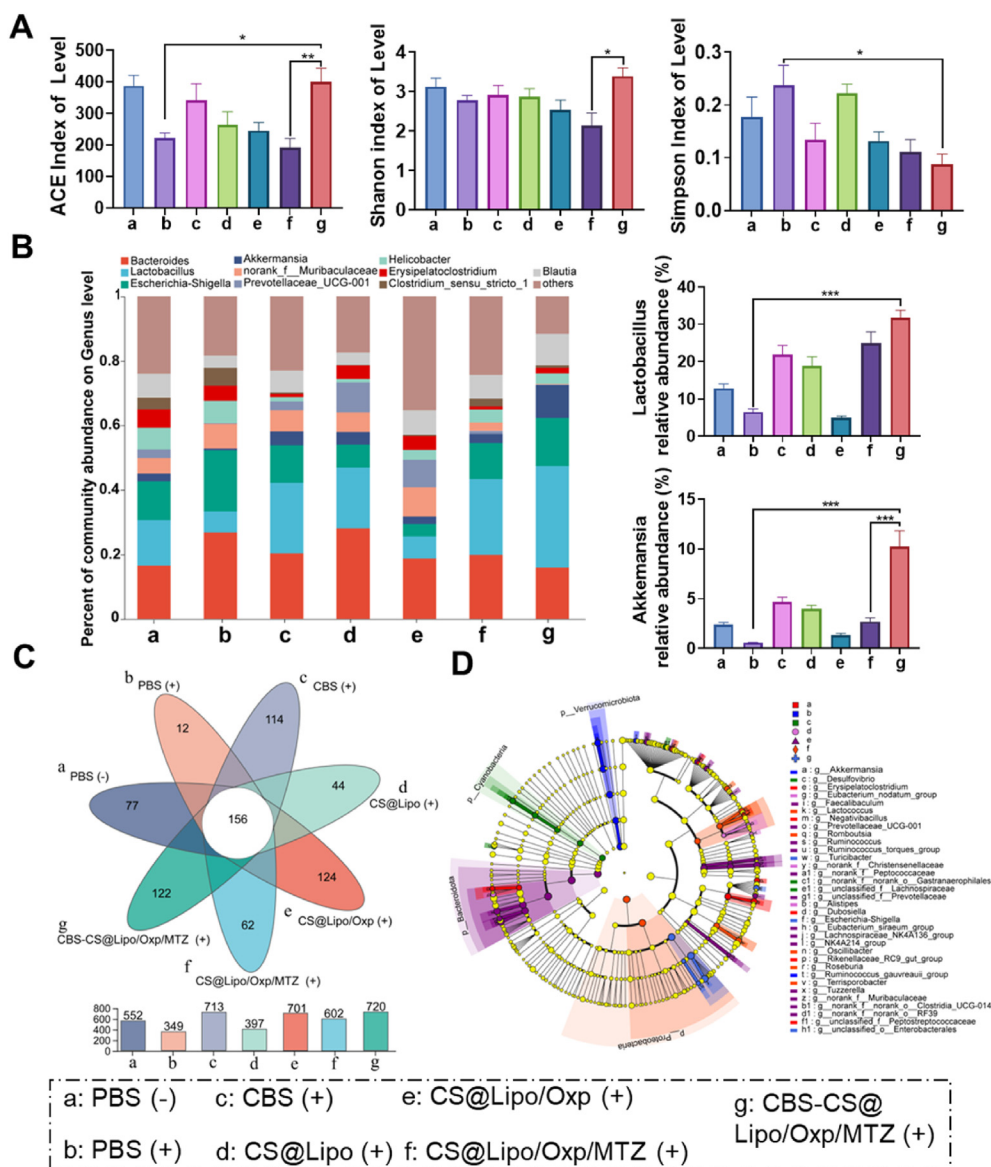 A
ACE Index of Level
500
400
300
200
100
0
a b c d e f g
*
**
Shanon index of Level
4
3
2
1
0
a b c d e f g
*
Simpson Index of Level
0.3
0.2
0.1
0.0
a b c d e f g
*
B
Bacteroides
Lactobacillus
Escherichia-Shigella
Akkermansia
norank_f__Muribaculaceae
Prevotellaceae_UCG-001
Helicobacter
Erysipelatoclostridium
Clostridium_sensu_stricto_1
Blautia
others
Percent of community abundance on Genus level
1
0.8
0.6
0.4
0.2
0
a b c d e f g
Lactobacillus
relative abundance (%)
40
30
20
10
0
a b c d e f g
***
Akkemansia
relative abundance (%)
15
10
5
0
a b c d e f g
***
***
C
a
PBS (-)
77
b
PBS (+)
12
c
CBS (+)
114
d
CS@Lipo (+)
44
e
CS@Lipo/Oxp (+)
124
f
CS@Lipo/Oxp/MTZ (+)
62
g
CBS-CS@Lipo/Oxp/MTZ (+)
122
156
800
600
400
200
0
552 349 713 397 701 602 720
a b c d e f g
D
p__Verrucomicrobiota
p__Cyanobacteria
p_Bacteroidota
p__Proteobacteria
a
b
c
d
e
f
g
a : g__Akkermansia
c : g__Desulfovibrio
e : g__Erysipelatoclostridium
g : g__Eubacterium_nodatum_group
i : g__Faecalibaculum
k : g__Lactococcus
m : g__Negativibacillus
o : g__Prevotellaceae_UCG-001
q : g__Romboutsia
s : g__Ruminococcus
u : g__Ruminococcus_torques_group
w : g__Turicibacter
y : g__norank_f__Christensenellaceae
a1 : g__norank_f__Peptococcaceae
c1 : g__norank_f__norank_o__Gastranaerophilales
e1 : g__unclassified_f__Lachnospiraceae
g1 : g__unclassified_f__Prevotellaceae
b : g__Alistipes
d : g__Dubosiella
f : g__Escherichia-Shigella
h : g__Eubacterium_siraeum_group
j : g__Lachnospiraceae_NK4A136_group
l : g__NK4A214_group
n : g__Oscillibacter
p : g__Rikenellaceae_RC9_gut_group
r : g__Roseburia
t : g__Ruminococcus_gauvreauii_group
v : g__Terrisporobacter
x : g__Tuzzerella
z : g__norank_f__Muribaculaceae
b1 : g__norank_f__norank_o__Clostridia_UCG-014
d1 : g__norank_f__norank_o__RF39
f1 : g__unclassified_f__Peptostreptococcaceae
h1 : g__unclassified_o__Enterobacterales
a: PBS (-) c: CBS (+) e: CS@Lipo/Oxp (+)
g: CBS-CS@
Lipo/Oxp/MTZ (+)
b: PBS (+) d: CS@Lipo (+) f: CS@Lipo/Oxp/MTZ (+)